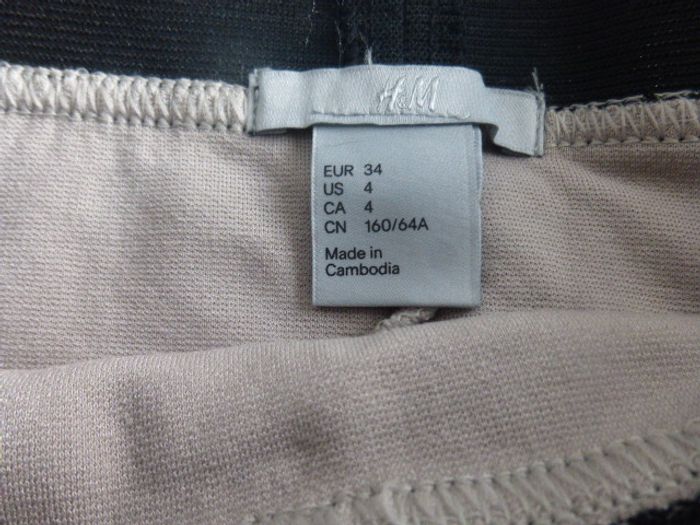 H&M
EUR 34
US 4
CA 4
CN 160/64A
Made in
Cambodia